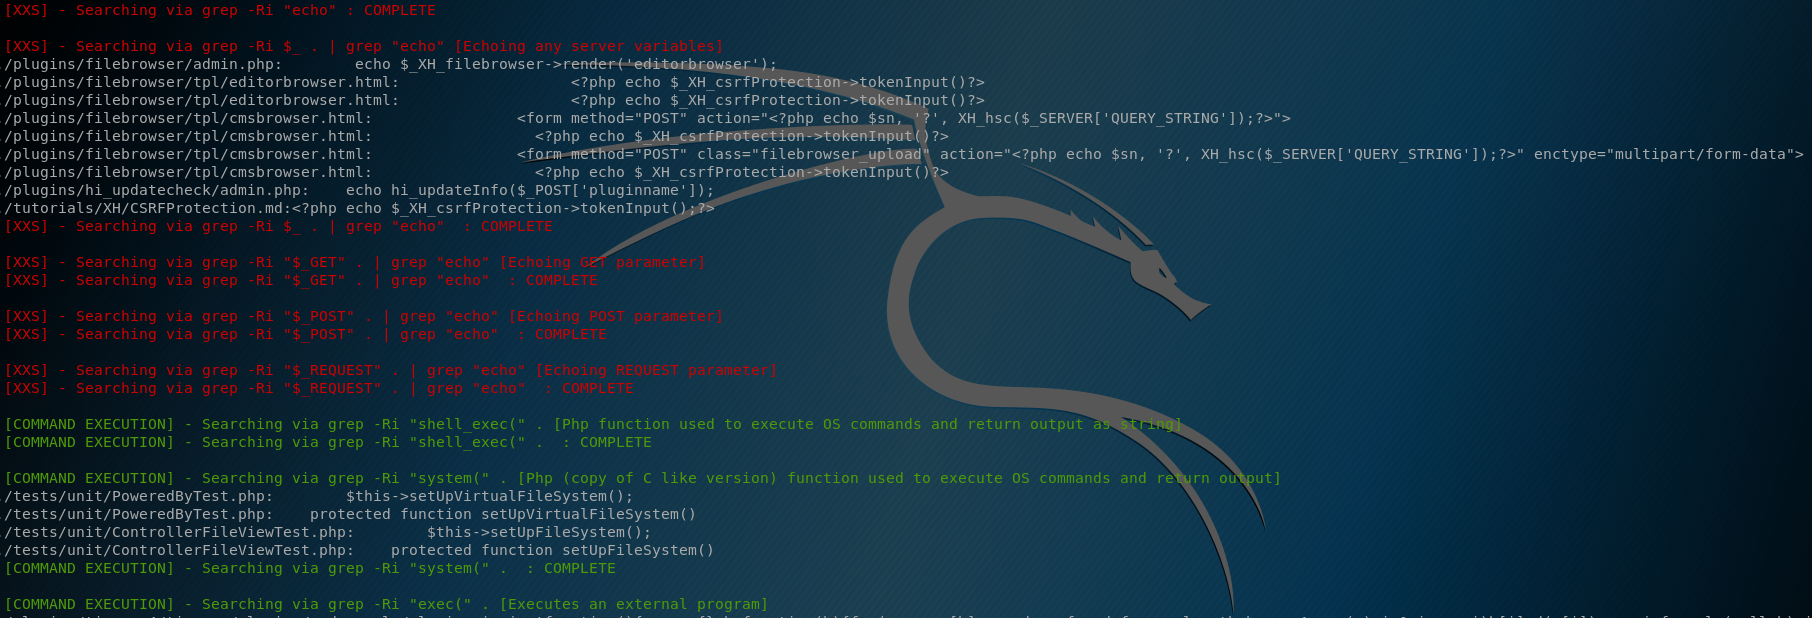 [XXS] - Searching via grep -Ri "echo" : COMPLETE
[XXS] - Searching via grep -Ri $_ . | grep "echo" [Echoing any server variables]
./plugins/filebrowser/admin.php:        echo $_XH_filebrowser->render('editorbrowser');
./plugins/filebrowser/tpl/editorbrowser.html:                   <?php echo $_XH_csrfProtection->tokenInput()?>
./plugins/filebrowser/tpl/editorbrowser.html:                   <?php echo $_XH_csrfProtection->tokenInput()?>
./plugins/filebrowser/tpl/cmsbrowser.html:                <form method="POST" action="<?php echo $sn, '?', XH_hsc($_SERVER['QUERY_STRING']);?>">
./plugins/filebrowser/tpl/cmsbrowser.html:                  <?php echo $_XH_csrfProtection->tokenInput()?>
./plugins/filebrowser/tpl/cmsbrowser.html:                <form method="POST" class="filebrowser_upload" action="<?php echo $sn, '?', XH_hsc($_SERVER['QUERY_STRING']);?>" enctype="multipart/form-data">
./plugins/filebrowser/tpl/cmsbrowser.html:                  <?php echo $_XH_csrfProtection->tokenInput()?>
./plugins/hi_updatecheck/admin.php:    echo hi_updateInfo($_POST['pluginname']);
./tutorials/XH/CSRFProtection.md:<?php echo $_XH_csrfProtection->tokenInput();?>
[XXS] - Searching via grep -Ri $_ . | grep "echo"  : COMPLETE
[XXS] - Searching via grep -Ri "$_GET" . | grep "echo" [Echoing GET parameter]
[XXS] - Searching via grep -Ri "$_GET" . | grep "echo"  : COMPLETE
[XXS] - Searching via grep -Ri "$_POST" . | grep "echo" [Echoing POST parameter]
[XXS] - Searching via grep -Ri "$_POST" . | grep "echo"  : COMPLETE
[XXS] - Searching via grep -Ri "$_REQUEST" . | grep "echo" [Echoing REQUEST parameter]
[XXS] - Searching via grep -Ri "$_REQUEST" . | grep "echo"  : COMPLETE
[COMMAND EXECUTION] - Searching via grep -Ri "shell_exec(" . [Php function used to execute OS commands and return output as string]
[COMMAND EXECUTION] - Searching via grep -Ri "shell_exec(" .  : COMPLETE
[COMMAND EXECUTION] - Searching via grep -Ri "system(" . [Php (copy of C like version) function used to execute OS commands and return output]
./tests/unit/PoweredByTest.php:        $this->setUpVirtualFileSystem();
./tests/unit/PoweredByTest.php:    protected function setUpVirtualFileSystem()
./tests/unit/ControllerFileViewTest.php:        $this->setUpFileSystem();
./tests/unit/ControllerFileViewTest.php:    protected function setUpFileSystem()
[COMMAND EXECUTION] - Searching via grep -Ri "system(" .  : COMPLETE
[COMMAND EXECUTION] - Searching via grep -Ri "exec(" . [Executes an external program]